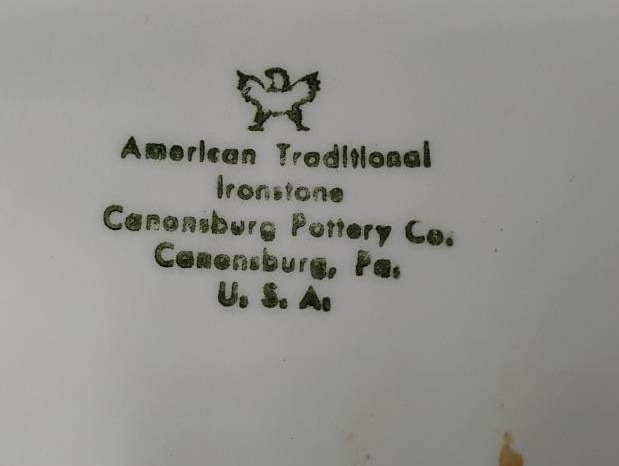 American Traditional
Ironstone
Canonsburg Pottery Co.
Canonsburg, Pa.
U. S. A.